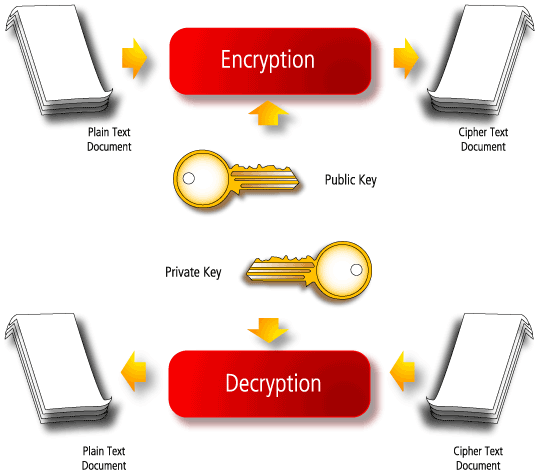 Encryption
Plain Text
Document
Cipher Text
Document
Public Key
Private Key
Decryption
Plain Text
Document
Cipher Text
Document